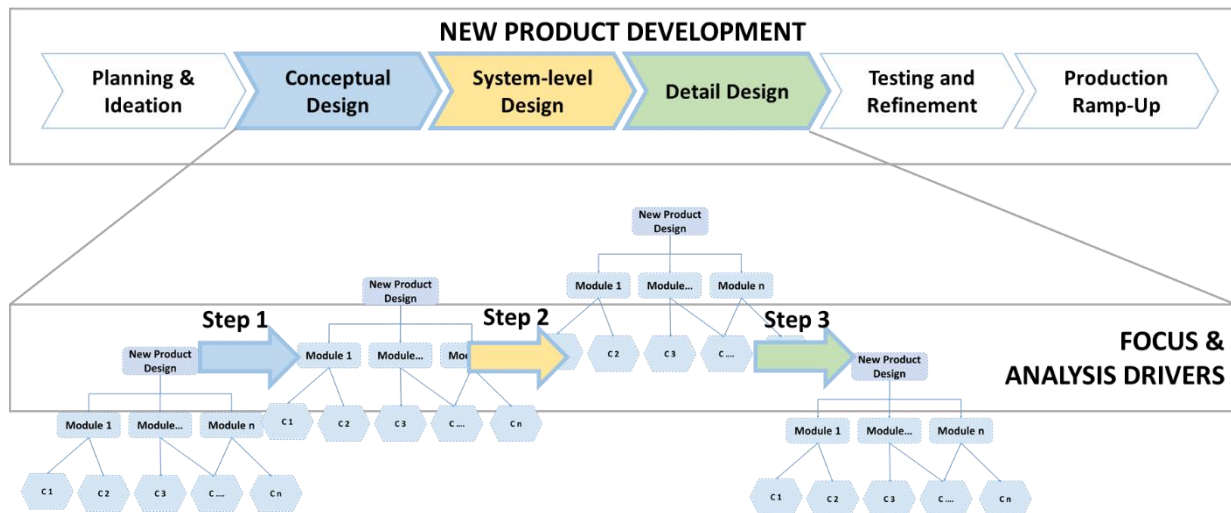 NEW PRODUCT DEVELOPMENT
Planning &
Ideation
Conceptual
Design
System-level
Design
Detail Design
Testing and
Refinement
Production
Ramp-Up
New Product
Design
Module 1
Module...
Module n
C 2
C 3
C ....
New Product
Design
Module 1
Module...
C 1
C 2
C 3
C ....
C n
Step 1
Step 2
Step 3
FOCUS &
ANALYSIS DRIVERS
New Product
Design
Module 1
Module...
Module n
C 1
C 2
C 3
C ....
C n
New Product
Design
Module 1
Module...
Module n
C 1
C 2
C 3
C ....
C n